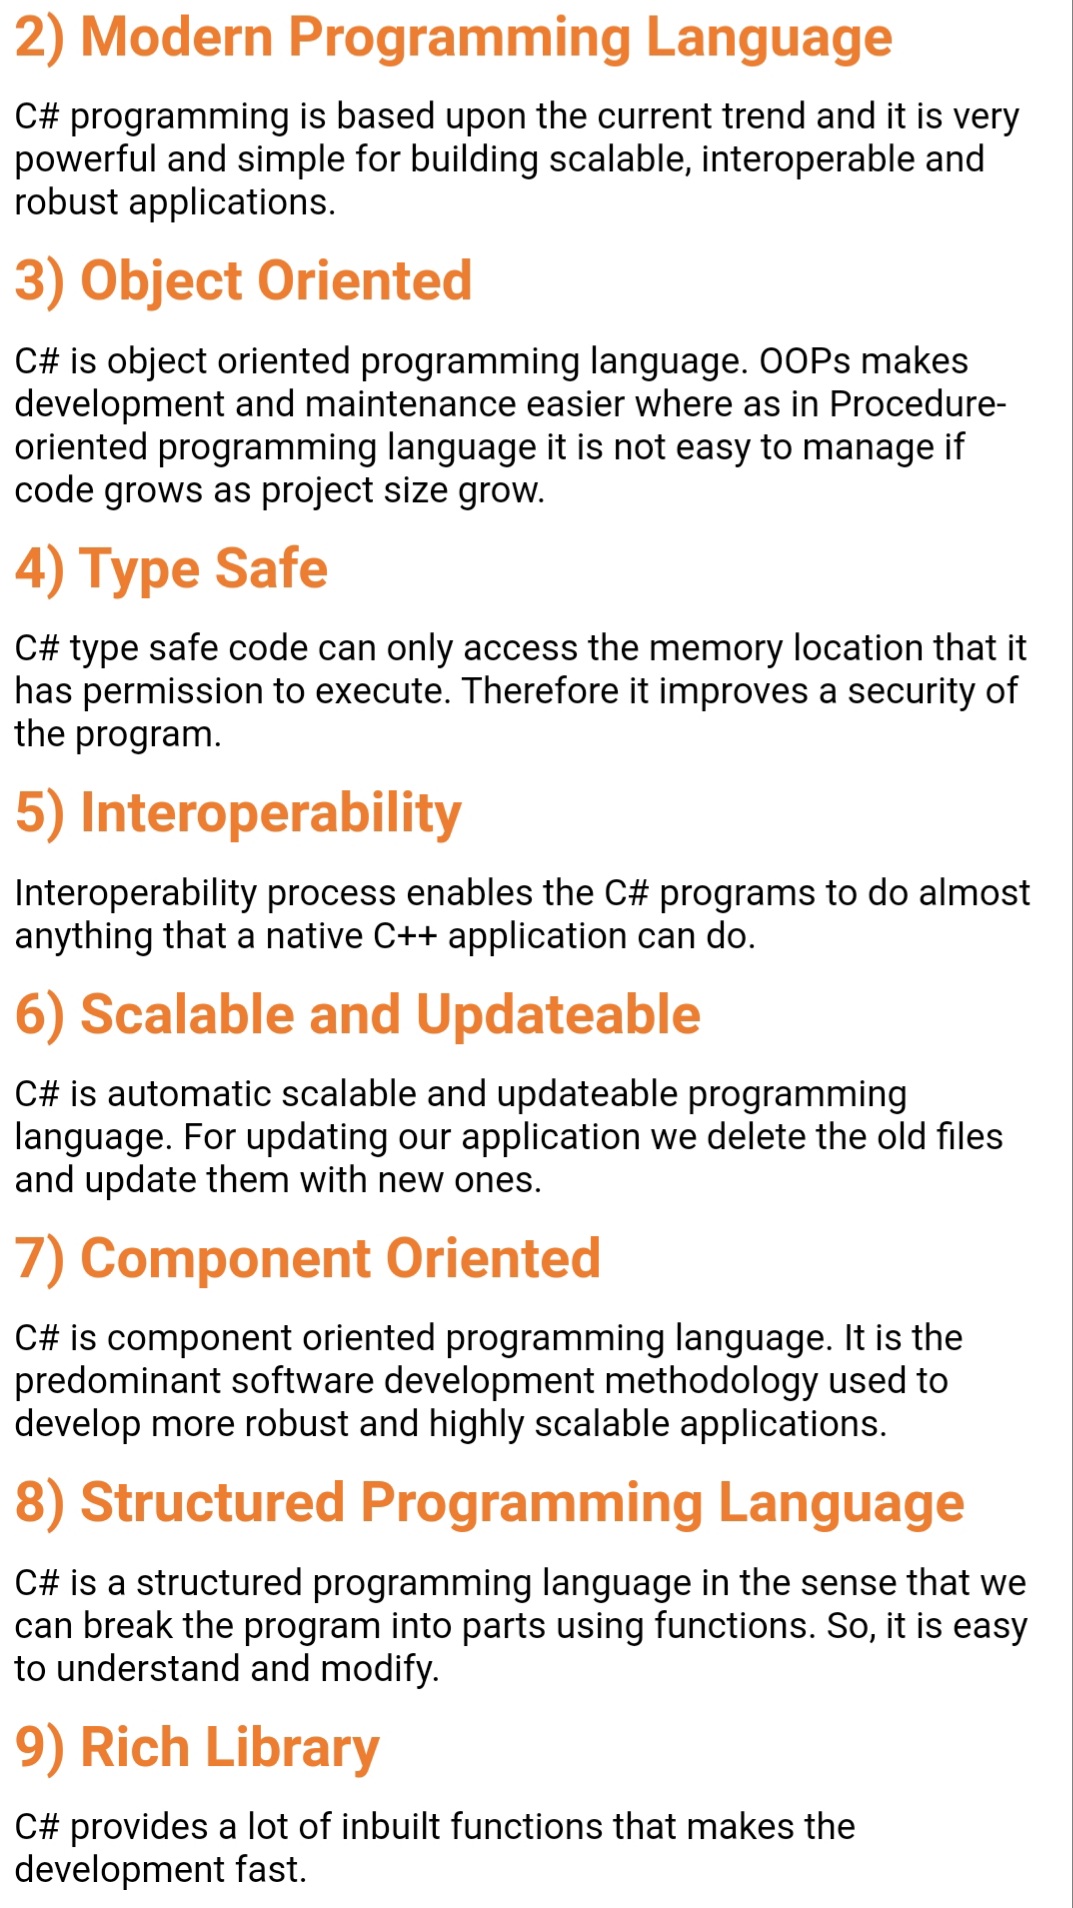 2) Modern Programming Language
C# programming is based upon the current trend and it is very
powerful and simple for building scalable, interoperable and
robust applications.
3) Object Oriented
C# is object oriented programming language. OOPs makes
development and maintenance easier where as in Procedure-
oriented programming language it is not easy to manage if
code grows as project size grow.
4) Type Safe
C# type safe code can only access the memory location that it
has permission to execute. Therefore it improves a security of
the program.
5) Interoperability
Interoperability process enables the C# programs to do almost
anything that a native C++ application can do.
6) Scalable and Updateable
C# is automatic scalable and updateable programming
language. For updating our application we delete the old files
and update them with new ones.
7) Component Oriented
C# is component oriented programming language. It is the
predominant software development methodology used to
develop more robust and highly scalable applications.
8) Structured Programming Language
C# is a structured programming language in the sense that we
can break the program into parts using functions. So, it is easy
to understand and modify.
9) Rich Library
C# provides a lot of inbuilt functions that makes the
development fast.